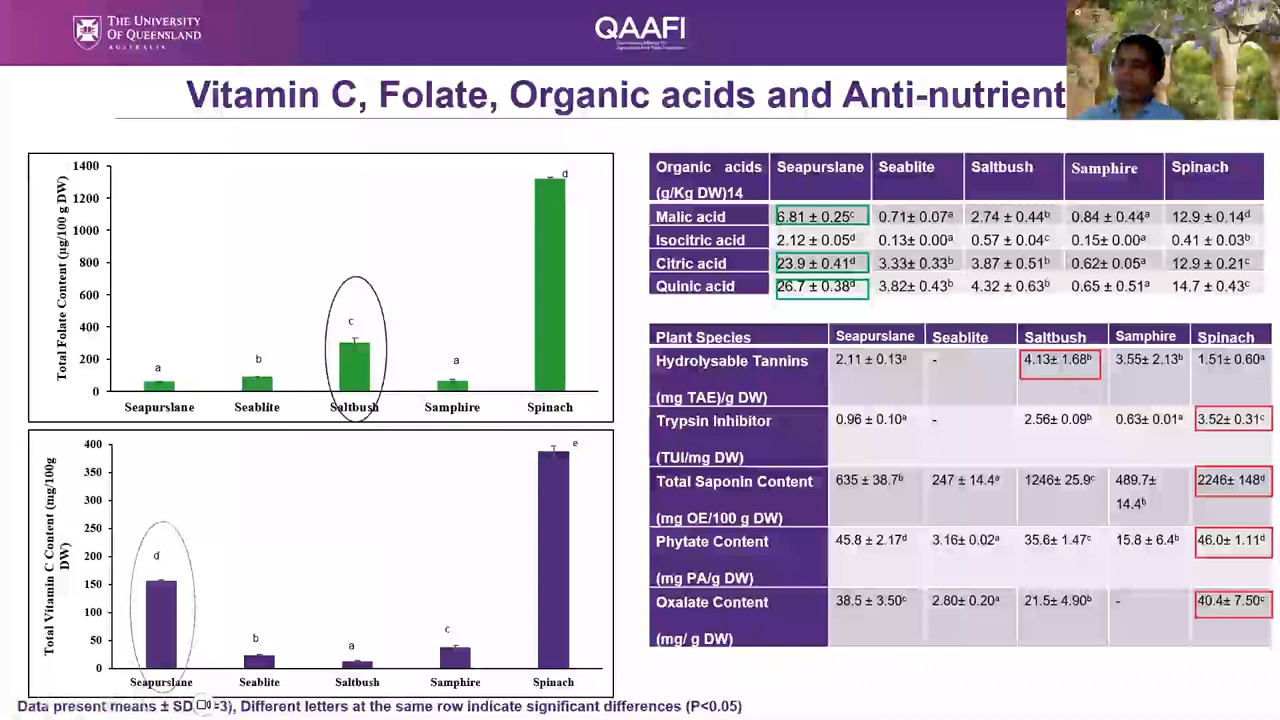 THE UNIVERSITY
OF QUEENSLAND
AUSTRALIA
QAAFI
Vitamin C, Folate, Organic acids and Anti-nutrient
Total Folate Content (µg/100 g DW)
1400
1200
1000
800
600
400
200
0
a
b
c
a
d
Seapurslane Seablite Saltbush Samphire Spinach
Total Vitamin C Content (mg/100g
DW)
400
350
300
250
200
150
100
50
0
d
b
a
c
e
Seapurslane Seablite Saltbush Samphire Spinach
Organic acids Seapurslane Seablite Saltbush Samphire Spinach
(g/Kg DW)14
Malic acid 6.81 ± 0.25ᶜ 0.71± 0.07ᵃ 2.74 ± 0.44ᵇ 0.84 ± 0.44ᵃ 12.9 ± 0.14ᵈ
Isocitric acid 2.12 ± 0.05ᵈ 0.13± 0.00ᵃ 0.57 ± 0.04ᶜ 0.15± 0.00ᵃ 0.41 ± 0.03ᵇ
Citric acid 23.9 ± 0.41ᵈ 3.33± 0.33ᵇ 3.87 ± 0.51ᵇ 0.62± 0.05ᵃ 12.9 ± 0.21ᶜ
Quinic acid 26.7 ± 0.38ᵈ 3.82± 0.43ᵇ 4.32 ± 0.63ᵇ 0.65 ± 0.51ᵃ 14.7 ± 0.43ᶜ
Plant Species Seapurslane Seablite Saltbush Samphire Spinach
Hydrolysable Tannins 2.11 ± 0.13ᵃ - 4.13± 1.68ᵇ 3.55± 2.13ᵇ 1.51± 0.60ᵃ
(mg TAE)/g DW)
Trypsin Inhibitor 0.96 ± 0.10ᵃ - 2.56± 0.09ᵇ 0.63± 0.01ᵃ 3.52± 0.31ᶜ
(TUI/mg DW)
Total Saponin Content 635 ± 38.7ᵇ 247 ± 14.4ᵃ 1246± 25.9ᶜ 489.7± 2246± 148ᵈ
14.4ᵇ
(mg OE/100 g DW)
Phytate Content 45.8 ± 2.17ᵈ 3.16± 0.02ᵃ 35.6± 1.47ᶜ 15.8 ± 6.4ᵇ 46.0± 1.11ᵈ
(mg PA/g DW)
Oxalate Content 38.5 ± 3.50ᶜ 2.80± 0.20ᵃ 21.5± 4.90ᵇ - 40.4± 7.50ᶜ
(mg/ g DW)
Data present means ± SD =3), Different letters at the same row indicate significant differences (P<0.05)